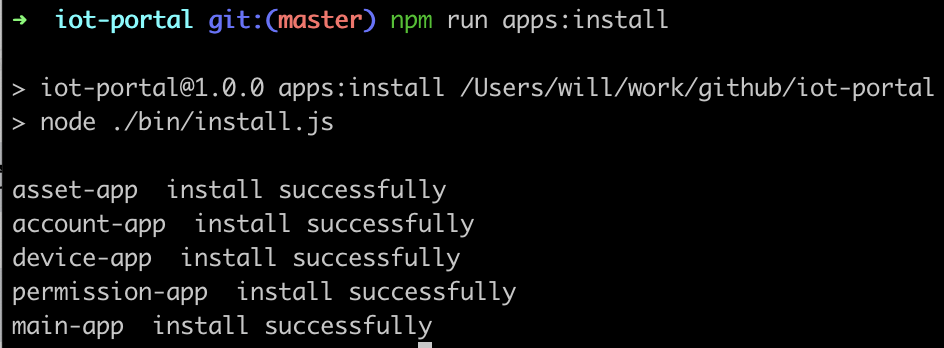 ➜  iot-portal git:(master) npm run apps:install
> iot-portal@1.0.0 apps:install /Users/will/work/github/iot-portal
> node ./bin/install.js
asset-app  install successfully
account-app  install successfully
device-app  install successfully
permission-app  install successfully
main-app  install successfully